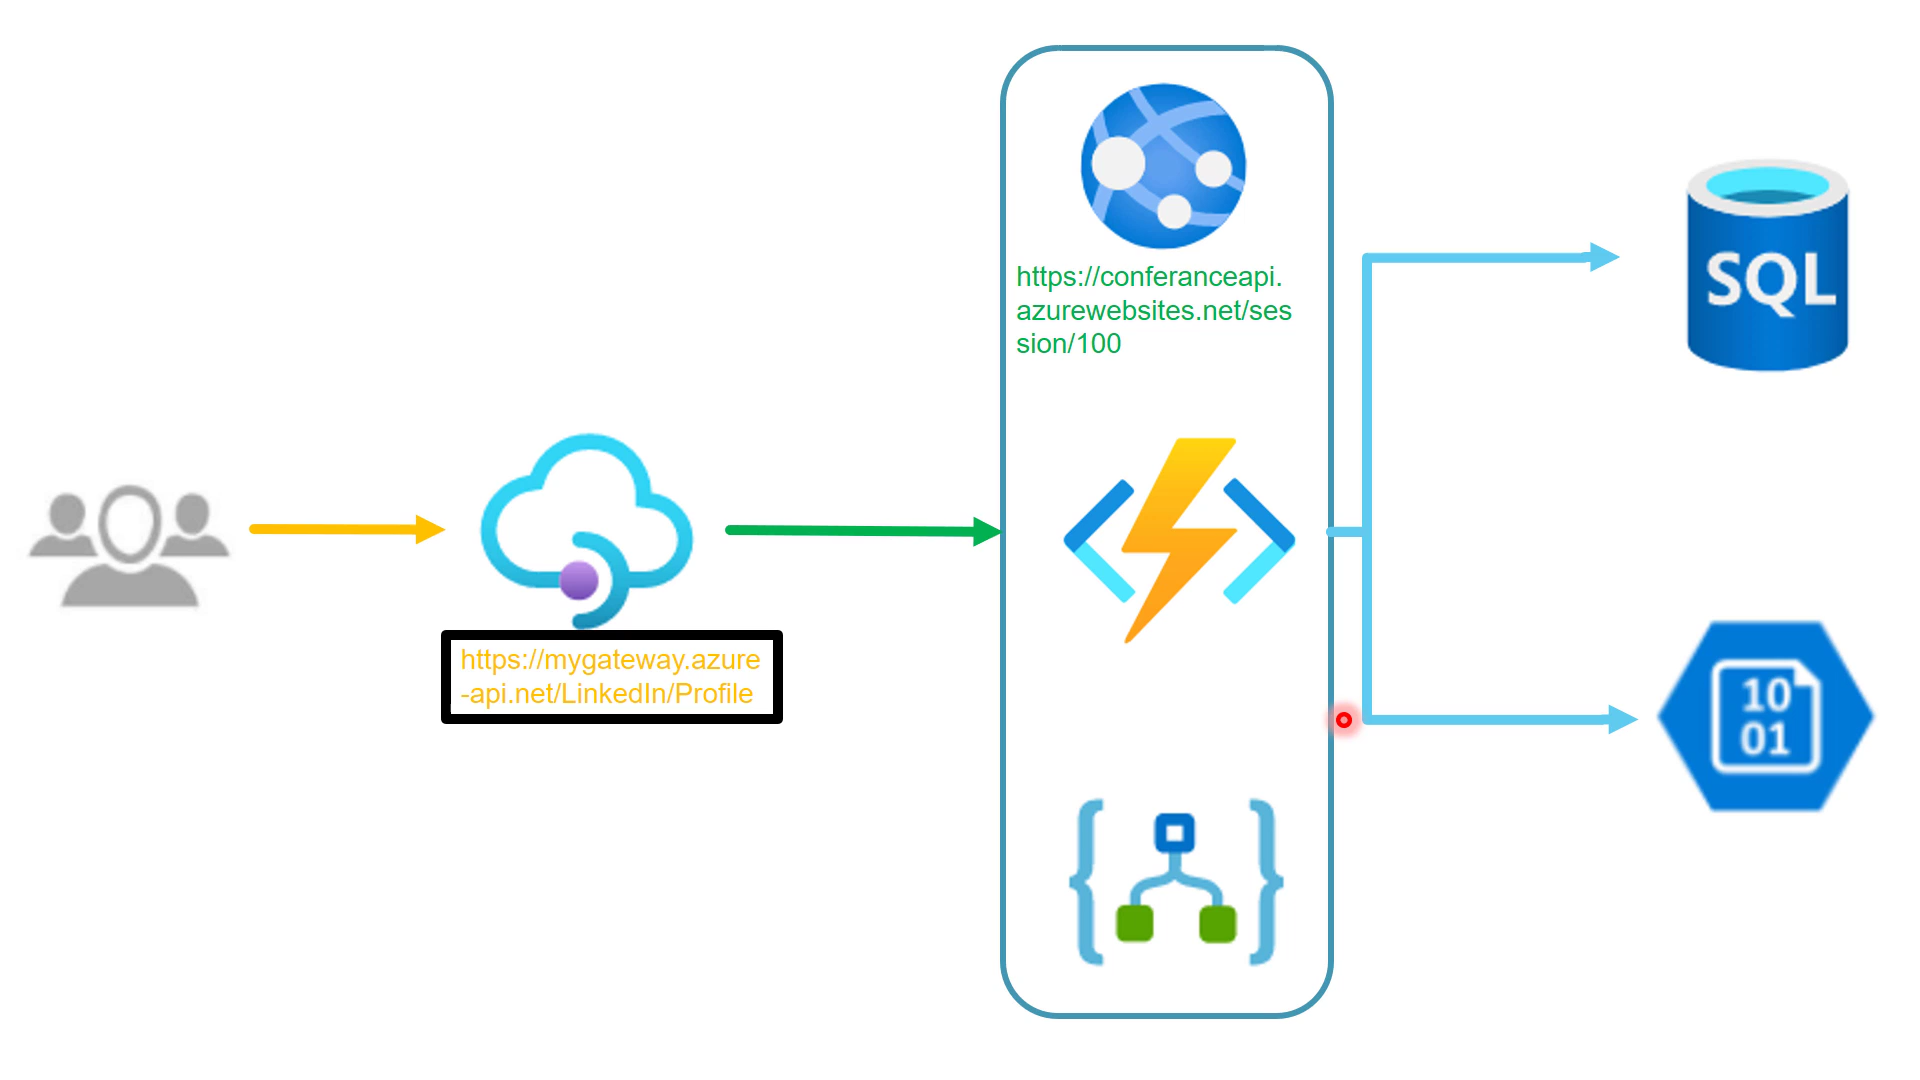 https://conferanceapi.
azurewebsites.net/ses
sion/100
SQL
https://mygateway.azure
-api.net/LinkedIn/Profile
10
01